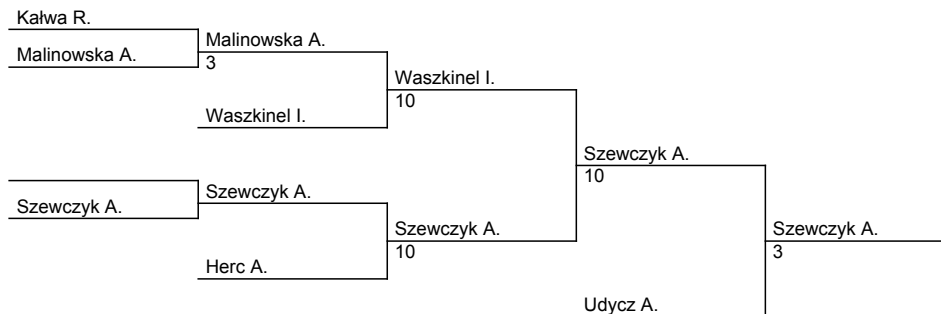 Kałwa R.
Malinowska A.
Malinowska A.
3
Waszkinel I.
10
Waszkinel I.
Szewczyk A.
10
Szewczyk A.
Szewczyk A.
Szewczyk A.
10
Szewczyk A.
3
Herc A.
Udycz A.